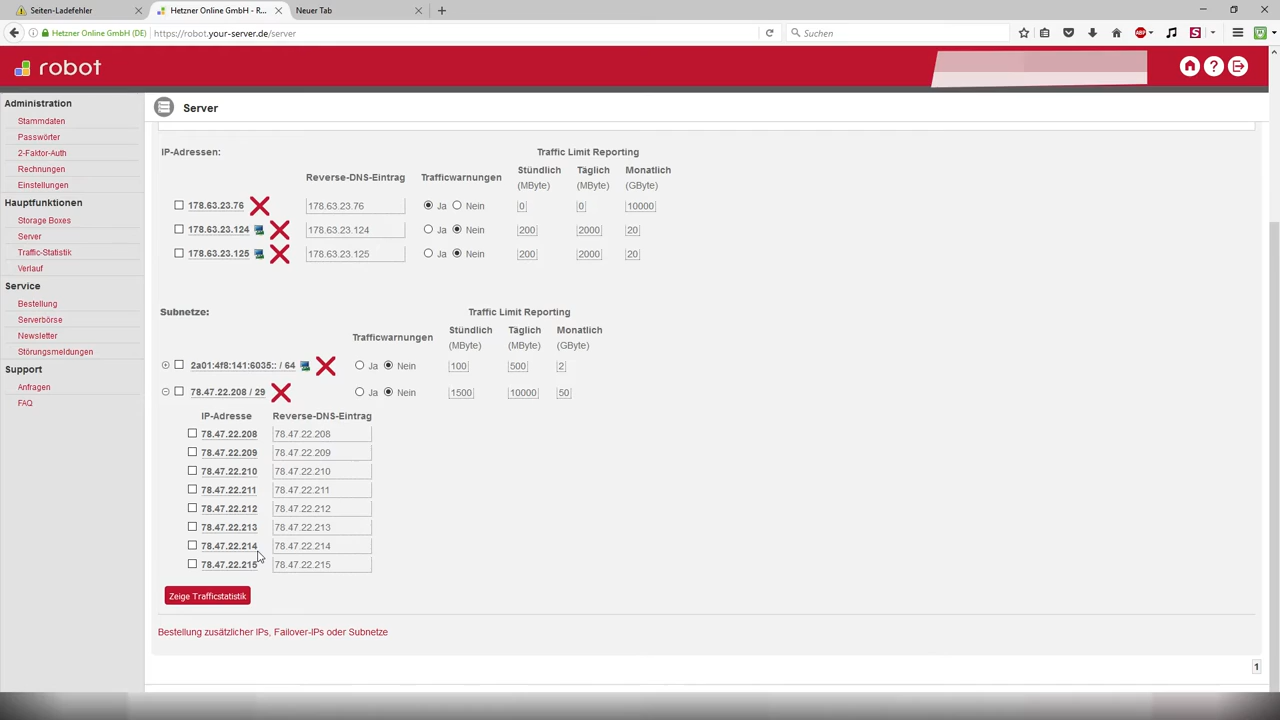 Seiten-Ladefehler
Hetzner Online GmbH - R...
Neuer Tab
Hetzner Online GmbH (DE)
https://robot.your-server.de/server
Suchen
ABP
S
robot
Administration
Stammdaten
Passwörter
2-Faktor-Auth
Rechnungen
Einstellungen
Hauptfunktionen
Storage Boxes
Server
Traffic-Statistik
Verlauf
Service
Bestellung
Serverbörse
Newsletter
Störungsmeldungen
Support
Anfragen
FAQ
Server
IP-Adressen:
Traffic Limit Reporting
Reverse-DNS-Eintrag Trafficwarnungen Stündlich (MByte) Täglich (MByte) Monatlich (GByte)
178.63.23.76 178.63.23.76 Ja Nein 0 0 10000
178.63.23.124 178.63.23.124 Ja Nein 200 2000 20
178.63.23.125 178.63.23.125 Ja Nein 200 2000 20
Subnetze:
Traffic Limit Reporting
Trafficwarnungen Stündlich (MByte) Täglich (MByte) Monatlich (GByte)
2a01:4f8:141:6035:: / 64 Ja Nein 100 500 2
78.47.22.208 / 29 Ja Nein 1500 10000 50
IP-Adresse Reverse-DNS-Eintrag
78.47.22.208 78.47.22.208
78.47.22.209 78.47.22.209
78.47.22.210 78.47.22.210
78.47.22.211 78.47.22.211
78.47.22.212 78.47.22.212
78.47.22.213 78.47.22.213
78.47.22.214 78.47.22.214
78.47.22.215 78.47.22.215
Zeige Trafficstatistik
Bestellung zusätzlicher IPs, Failover-IPs oder Subnetze
1